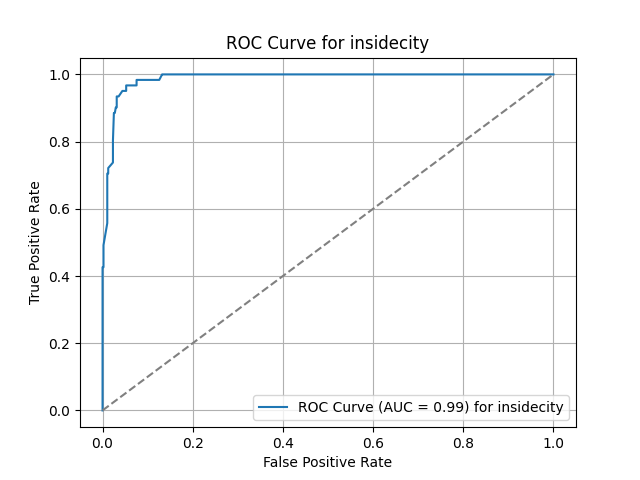 ROC Curve for insidecity
True Positive Rate
1.0
0.8
0.6
0.4
0.2
0.0
ROC Curve (AUC = 0.99) for insidecity
0.0 0.2 0.4 0.6 0.8 1.0
False Positive Rate